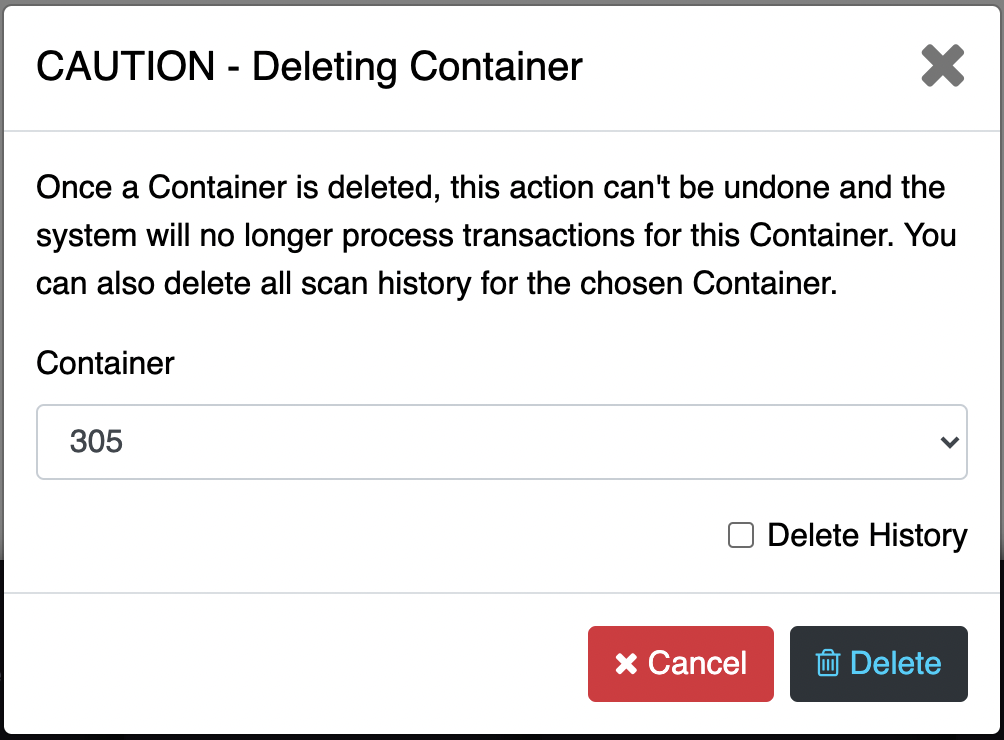 CAUTION - Deleting Container
Once a Container is deleted, this action can't be undone and the
system will no longer process transactions for this Container. You
can also delete all scan history for the chosen Container.
Container
305
Delete History
Cancel
Delete